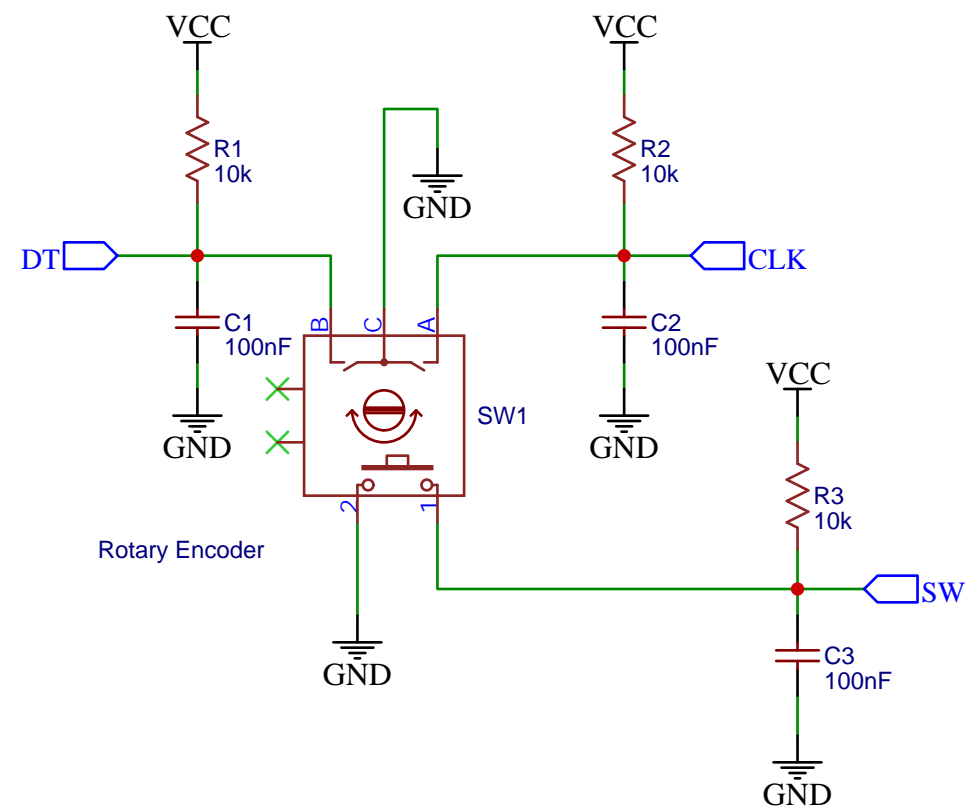 VCC
VCC
R1
10k
R2
10k
GND
DT
CLK
B
C
A
C1
100nF
C2
100nF
VCC
SW1
GND
GND
R3
10k
2
1
Rotary Encoder
SW
GND
C3
100nF
GND